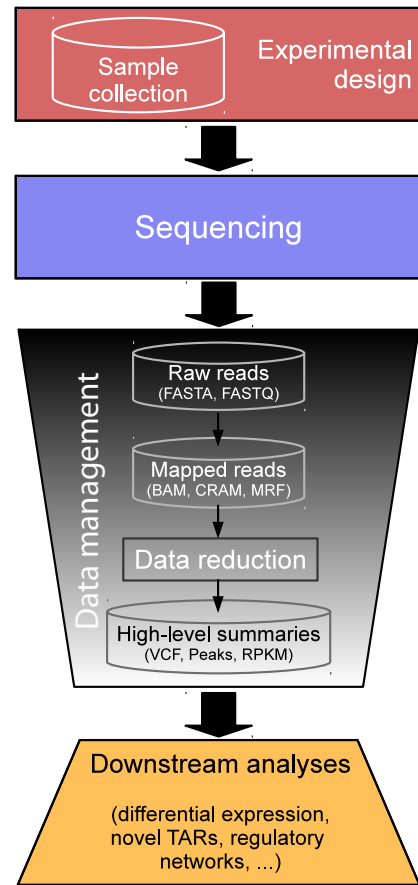 Experimental
design
Sample
collection
Sequencing
Data management
Raw reads
(FASTA, FASTQ)
Mapped reads
(BAM, CRAM, MRF)
Data reduction
High-level summaries
(VCF, Peaks, RPKM)
Downstream analyses
(differential expression,
novel TARs, regulatory
networks, ...)